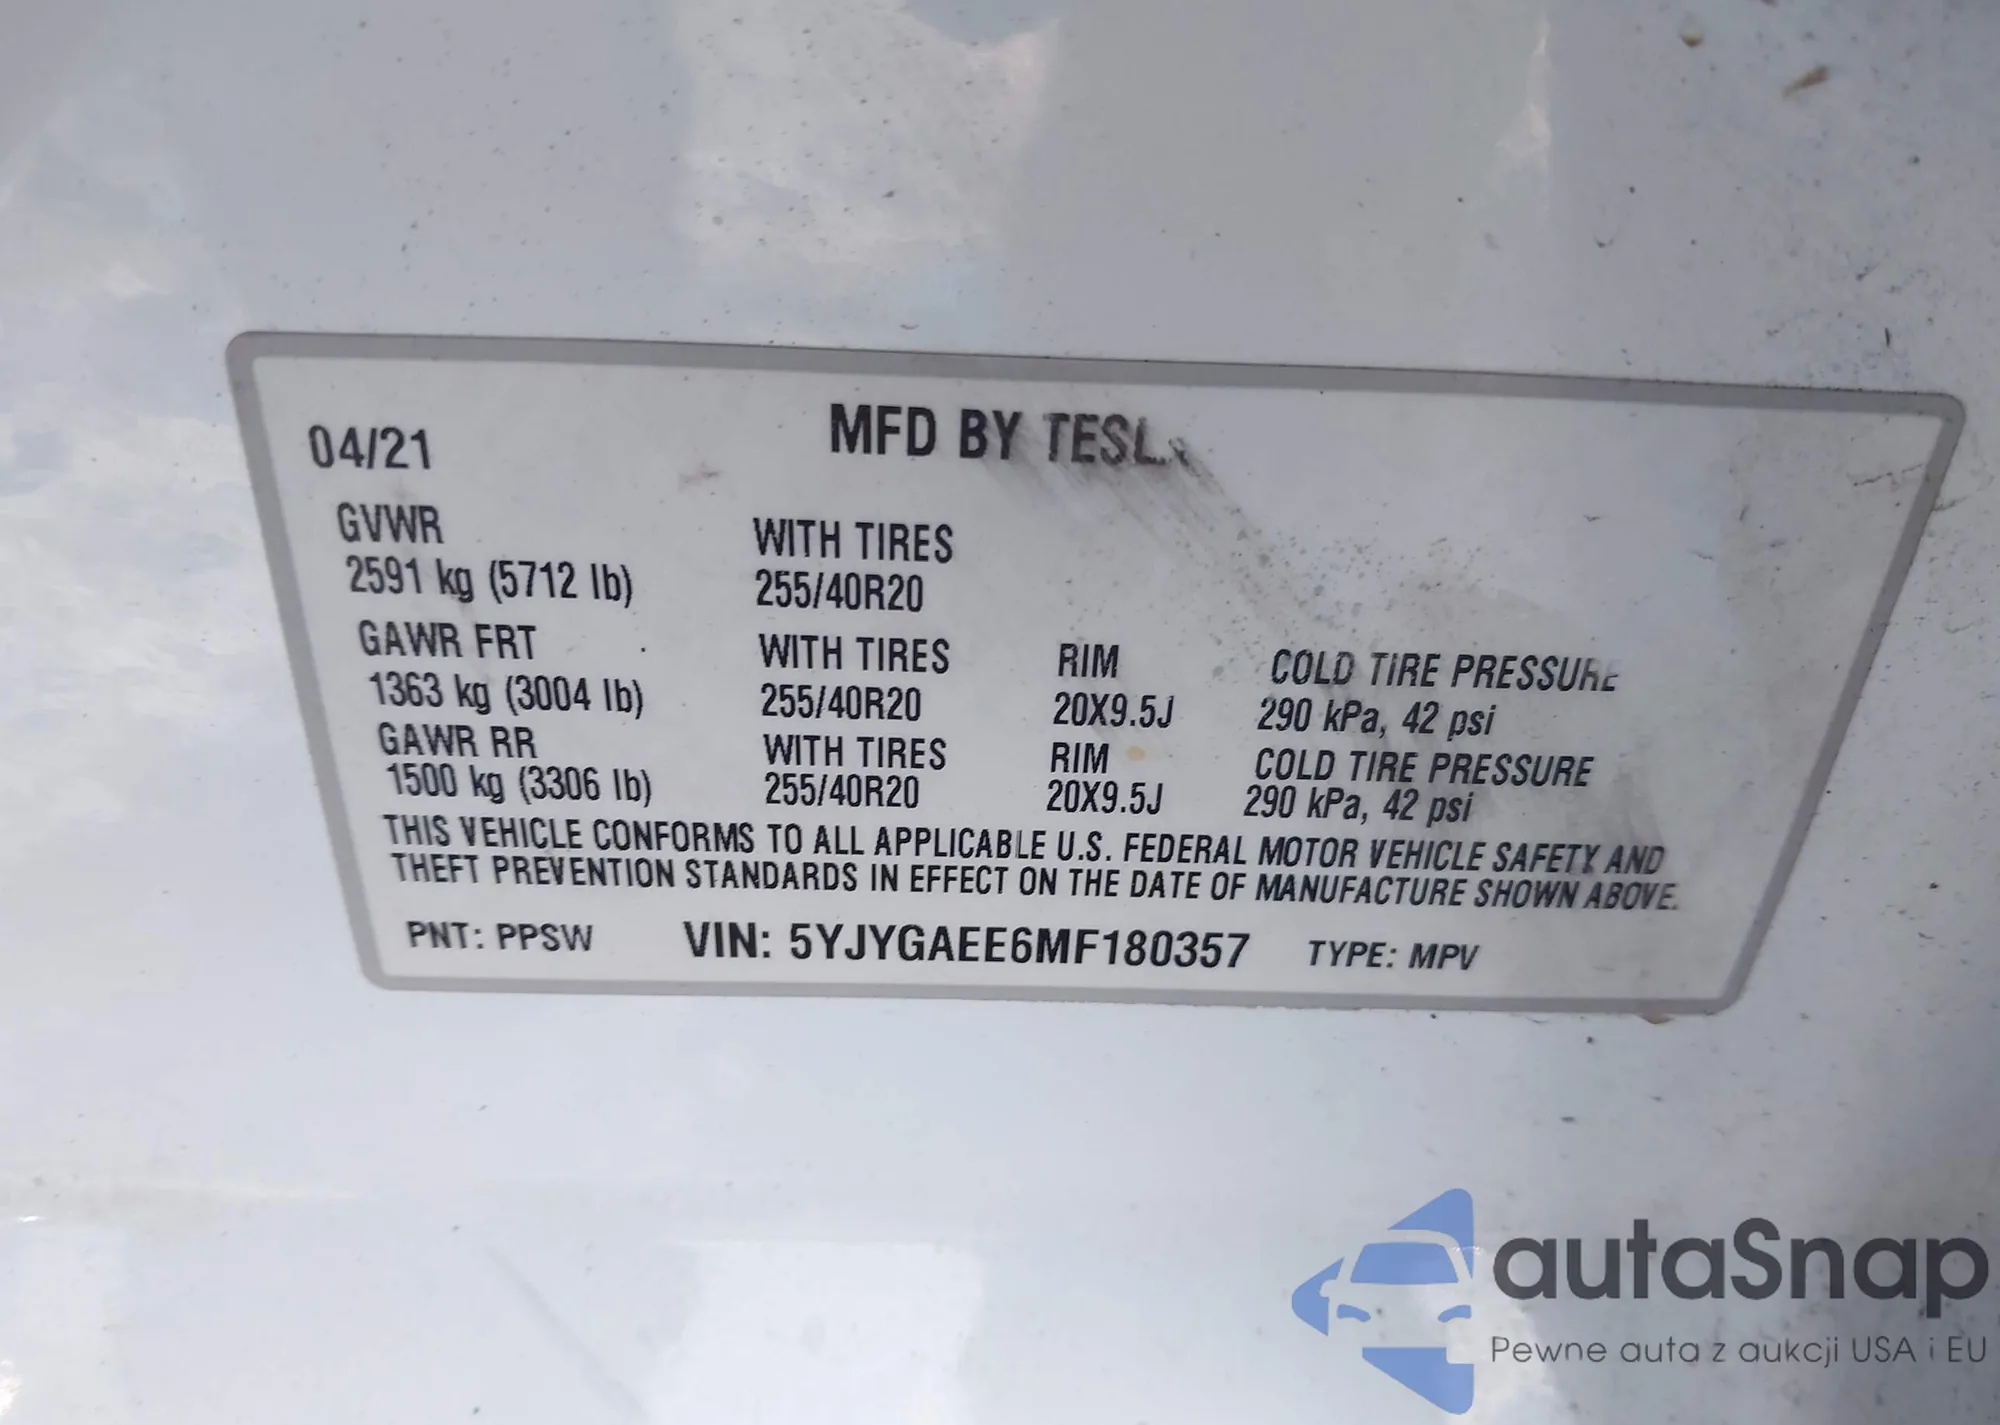 04/21 MFD BY TESL
GVWR WITH TIRES
2591 kg (5712 lb) 255/40R20
GAWR FRT WITH TIRES RIM COLD TIRE PRESSURE
1363 kg (3004 lb) 255/40R20 20X9.5J 290 kPa, 42 psi
GAWR RR WITH TIRES RIM COLD TIRE PRESSURE
1500 kg (3306 lb) 255/40R20 20X9.5J 290 kPa, 42 psi
THIS VEHICLE CONFORMS TO ALL APPLICABLE U.S. FEDERAL MOTOR VEHICLE SAFETY AND
THEFT PREVENTION STANDARDS IN EFFECT ON THE DATE OF MANUFACTURE SHOWN ABOVE.
PNT: PPSW VIN: 5YJYGAEE6MF180357 TYPE: MPV
autaSnap
Pewne auta z aukcji USA i EU